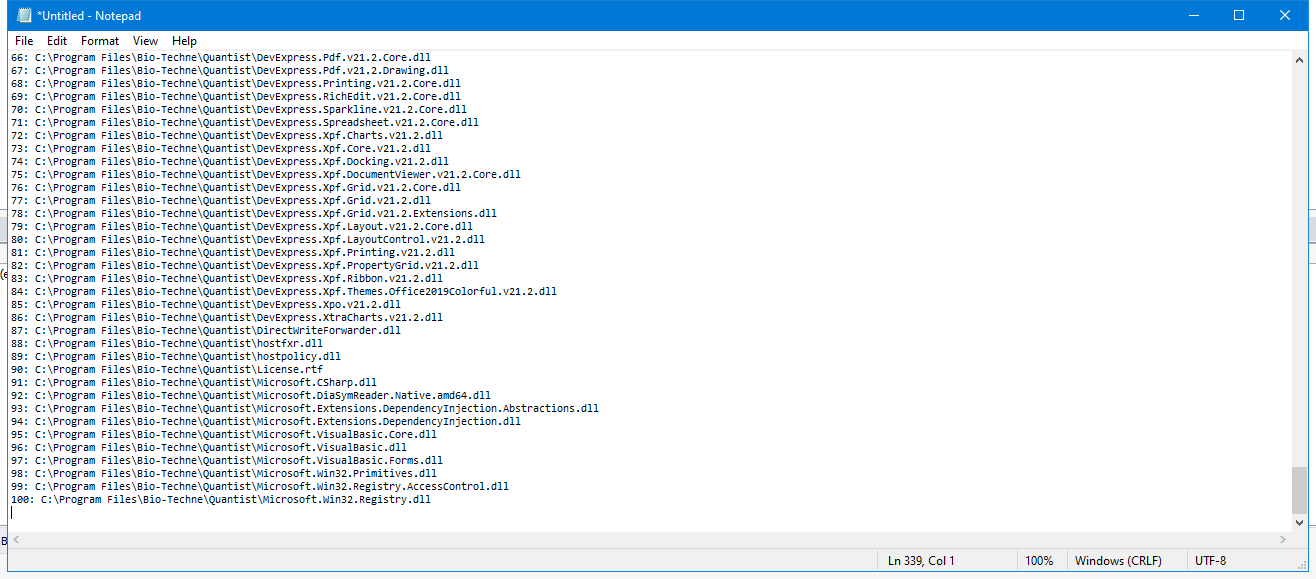 *Untitled - Notepad
File Edit Format View Help
66: C:\Program Files\Bio-Techne\Quantist\DevExpress.Pdf.v21.2.Core.dll
67: C:\Program Files\Bio-Techne\Quantist\DevExpress.Pdf.v21.2.Drawing.dll
68: C:\Program Files\Bio-Techne\Quantist\DevExpress.Printing.v21.2.Core.dll
69: C:\Program Files\Bio-Techne\Quantist\DevExpress.RichEdit.v21.2.Core.dll
70: C:\Program Files\Bio-Techne\Quantist\DevExpress.Sparkline.v21.2.Core.dll
71: C:\Program Files\Bio-Techne\Quantist\DevExpress.Spreadsheet.v21.2.Core.dll
72: C:\Program Files\Bio-Techne\Quantist\DevExpress.Xpf.Charts.v21.2.dll
73: C:\Program Files\Bio-Techne\Quantist\DevExpress.Xpf.Core.v21.2.dll
74: C:\Program Files\Bio-Techne\Quantist\DevExpress.Xpf.Docking.v21.2.dll
75: C:\Program Files\Bio-Techne\Quantist\DevExpress.Xpf.DocumentViewer.v21.2.Core.dll
76: C:\Program Files\Bio-Techne\Quantist\DevExpress.Xpf.Grid.v21.2.Core.dll
77: C:\Program Files\Bio-Techne\Quantist\DevExpress.Xpf.Grid.v21.2.dll
78: C:\Program Files\Bio-Techne\Quantist\DevExpress.Xpf.Grid.v21.2.Extensions.dll
79: C:\Program Files\Bio-Techne\Quantist\DevExpress.Xpf.Layout.v21.2.Core.dll
80: C:\Program Files\Bio-Techne\Quantist\DevExpress.Xpf.LayoutControl.v21.2.dll
81: C:\Program Files\Bio-Techne\Quantist\DevExpress.Xpf.Printing.v21.2.dll
82: C:\Program Files\Bio-Techne\Quantist\DevExpress.Xpf.PropertyGrid.v21.2.dll
83: C:\Program Files\Bio-Techne\Quantist\DevExpress.Xpf.Ribbon.v21.2.dll
84: C:\Program Files\Bio-Techne\Quantist\DevExpress.Xpf.Themes.Office2019Colorful.v21.2.dll
85: C:\Program Files\Bio-Techne\Quantist\DevExpress.Xpo.v21.2.dll
86: C:\Program Files\Bio-Techne\Quantist\DevExpress.XtraCharts.v21.2.dll
87: C:\Program Files\Bio-Techne\Quantist\DirectWriteForwarder.dll
88: C:\Program Files\Bio-Techne\Quantist\hostfxr.dll
89: C:\Program Files\Bio-Techne\Quantist\hostpolicy.dll
90: C:\Program Files\Bio-Techne\Quantist\License.rtf
91: C:\Program Files\Bio-Techne\Quantist\Microsoft.CSharp.dll
92: C:\Program Files\Bio-Techne\Quantist\Microsoft.DiaSymReader.Native.amd64.dll
93: C:\Program Files\Bio-Techne\Quantist\Microsoft.Extensions.DependencyInjection.Abstractions.dll
94: C:\Program Files\Bio-Techne\Quantist\Microsoft.Extensions.DependencyInjection.dll
95: C:\Program Files\Bio-Techne\Quantist\Microsoft.VisualBasic.Core.dll
96: C:\Program Files\Bio-Techne\Quantist\Microsoft.VisualBasic.dll
97: C:\Program Files\Bio-Techne\Quantist\Microsoft.VisualBasic.Forms.dll
98: C:\Program Files\Bio-Techne\Quantist\Microsoft.Win32.Primitives.dll
99: C:\Program Files\Bio-Techne\Quantist\Microsoft.Win32.Registry.AccessControl.dll
100: C:\Program Files\Bio-Techne\Quantist\Microsoft.Win32.Registry.dll
Ln 339, Col 1 100% Windows (CRLF) UTF-8